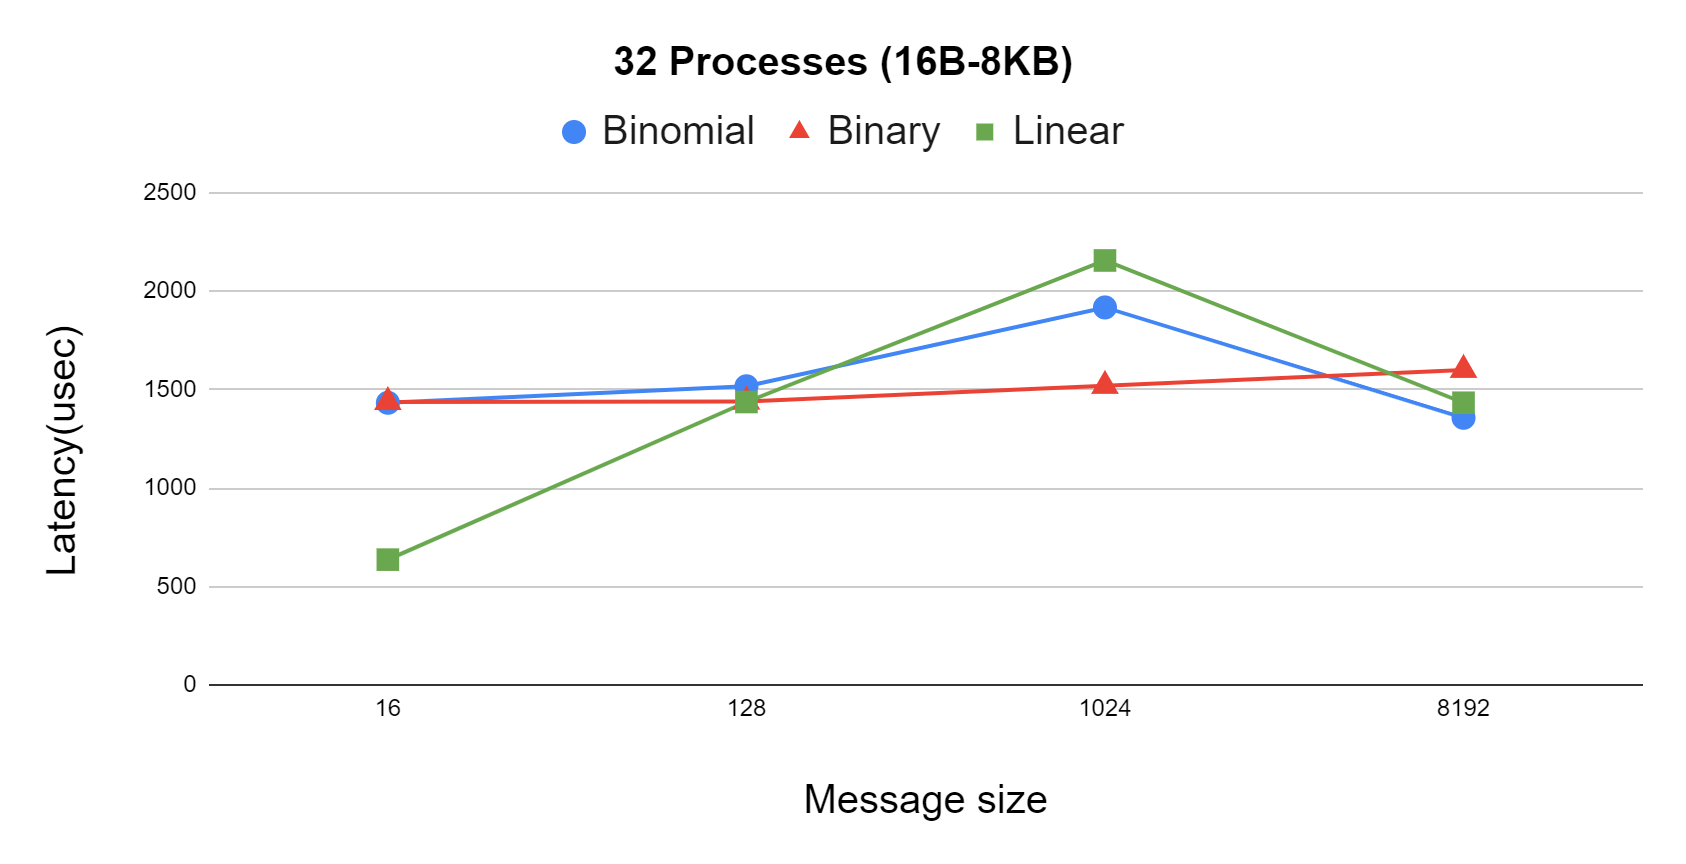 32 Processes (16B-8KB)
Binomial Binary Linear
2500
2000
1500
1000
500
0
Latency(usec)
16 128 1024 8192
Message size